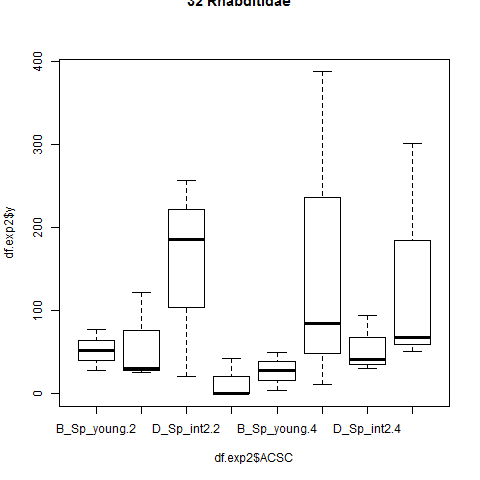 32 Rhabditidae
400
300
200
100
0
df.exp2$y
B_Sp_young.2 D_Sp_int2.2 B_Sp_young.4 D_Sp_int2.4
df.exp2$ACSC